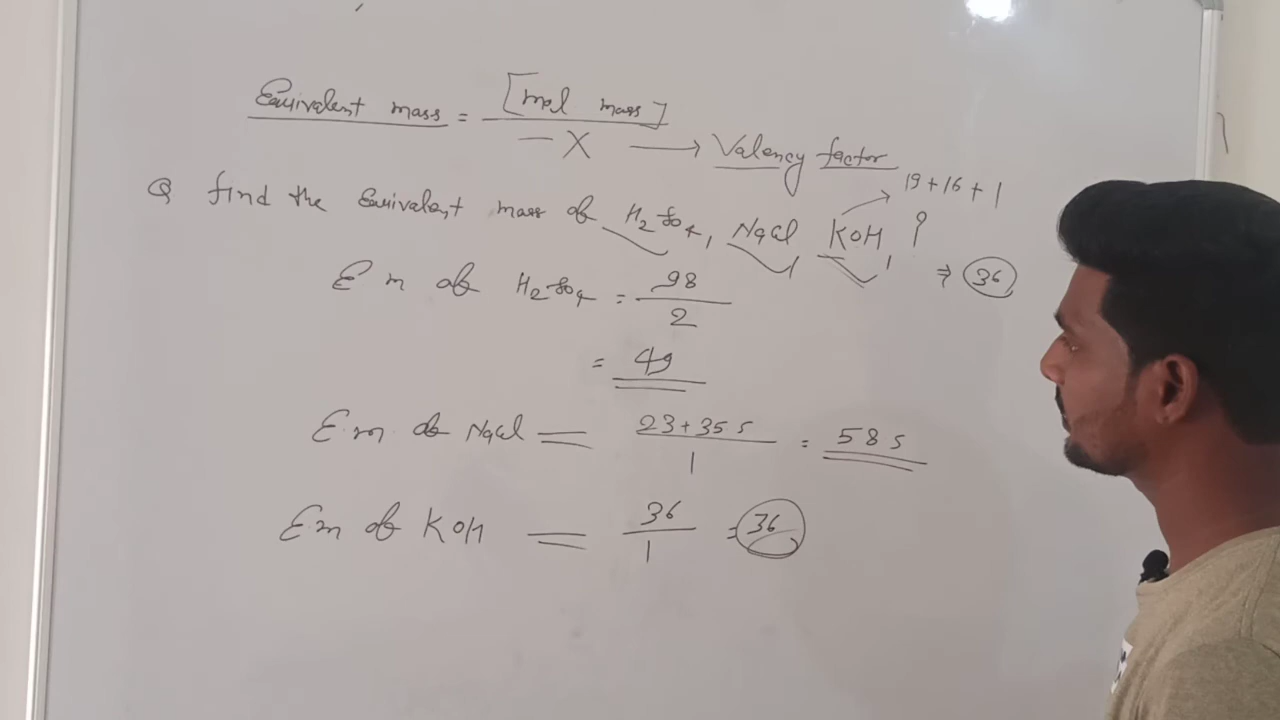 Equivalent mass = [mol mass] / - X → Valency factor
19 + 16 + 1
Q find the Equivalent mass of H2SO4, NaCl, KOH, ?
⇒ 36
E m of H2SO4 = 98 / 2
= 49
E.m of NaCl = 23 + 35 5 / 1 = 58 5
E.m of KOH = 36 / 1 = 36